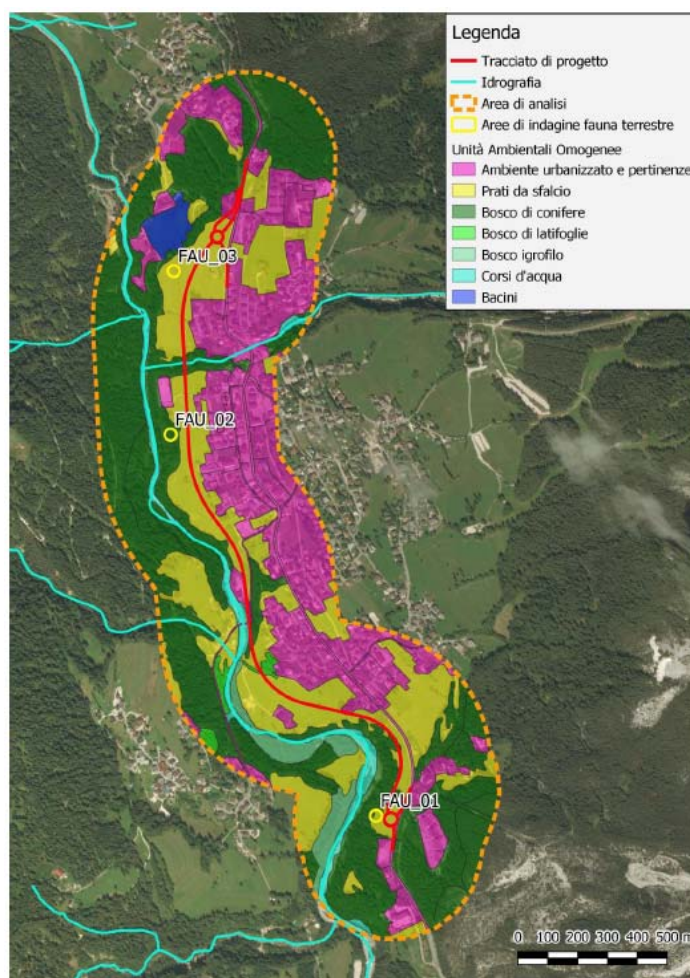 Legenda
Tracciato di progetto
Idrografia
Area di analisi
Aree di indagine fauna terrestre
Unità Ambientali Omogenee
Ambiente urbanizzato e pertinenze
Prati da sfalcio
Bosco di conifere
Bosco di latifoglie
Bosco igrofilo
Corsi d'acqua
Bacini
FAU_03
FAU_02
FAU_01
0 100 200 300 400 500 m